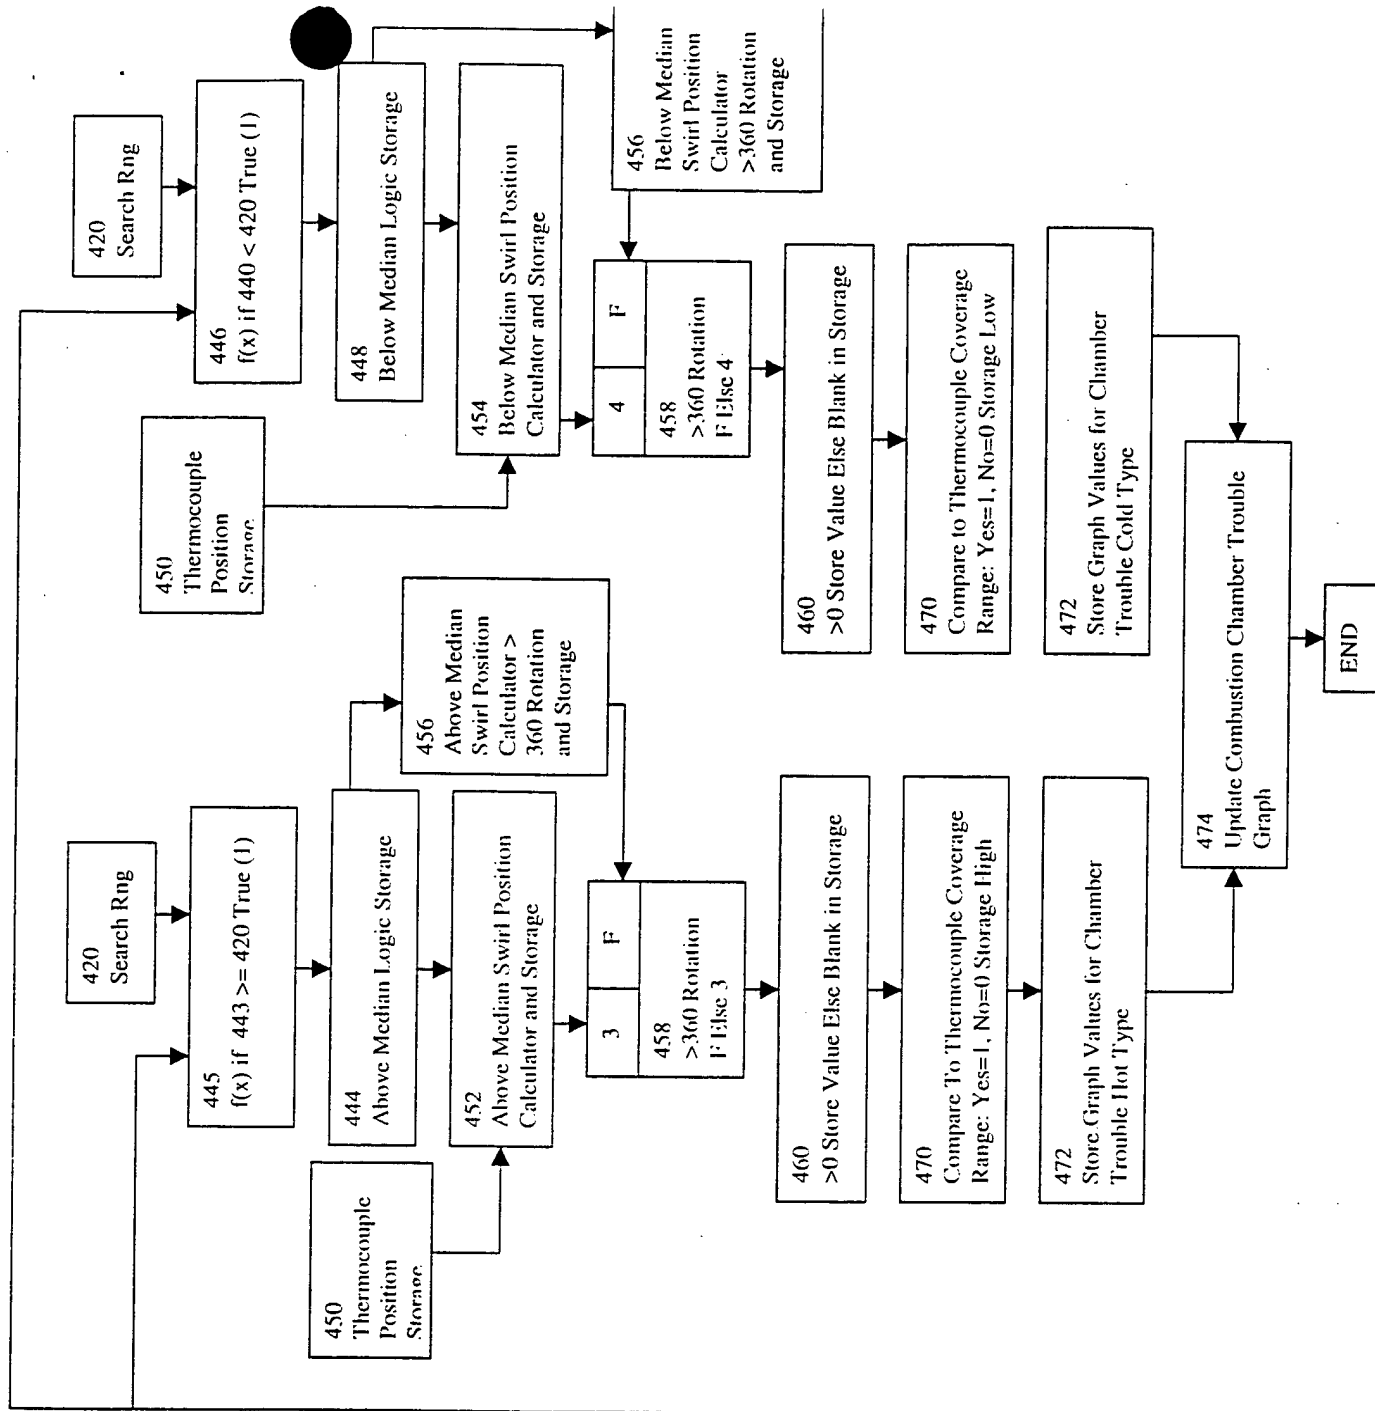 420
Search Rng
445
f(x) if 443 >= 420 True (1)
444
Above Median Logic Storage
450
Thermocouple
Position
Storage
452
Above Median Swirl Position
Calculator and Storage
456
Above Median
Swirl Position
Calculator >
360 Rotation
and Storage
3
F
458
>360 Rotation
F Else 3
460
>0 Store Value Else Blank in Storage
470
Compare To Thermocouple Coverage
Range: Yes=1, No=0 Storage High
472
Store Graph Values for Chamber
Trouble Hot Type
420
Search Rng
446
f(x) if 440 < 420 True (1)
448
Below Median Logic Storage
450
Thermocouple
Position
Storage
454
Below Median Swirl Position
Calculator and Storage
456
Below Median
Swirl Position
Calculator
>360 Rotation
and Storage
4
F
458
>360 Rotation
F Else 4
460
>0 Store Value Else Blank in Storage
470
Compare to Thermocouple Coverage
Range: Yes=1, No=0 Storage Low
472
Store Graph Values for Chamber
Trouble Cold Type
474
Update Combustion Chamber Trouble
Graph
END